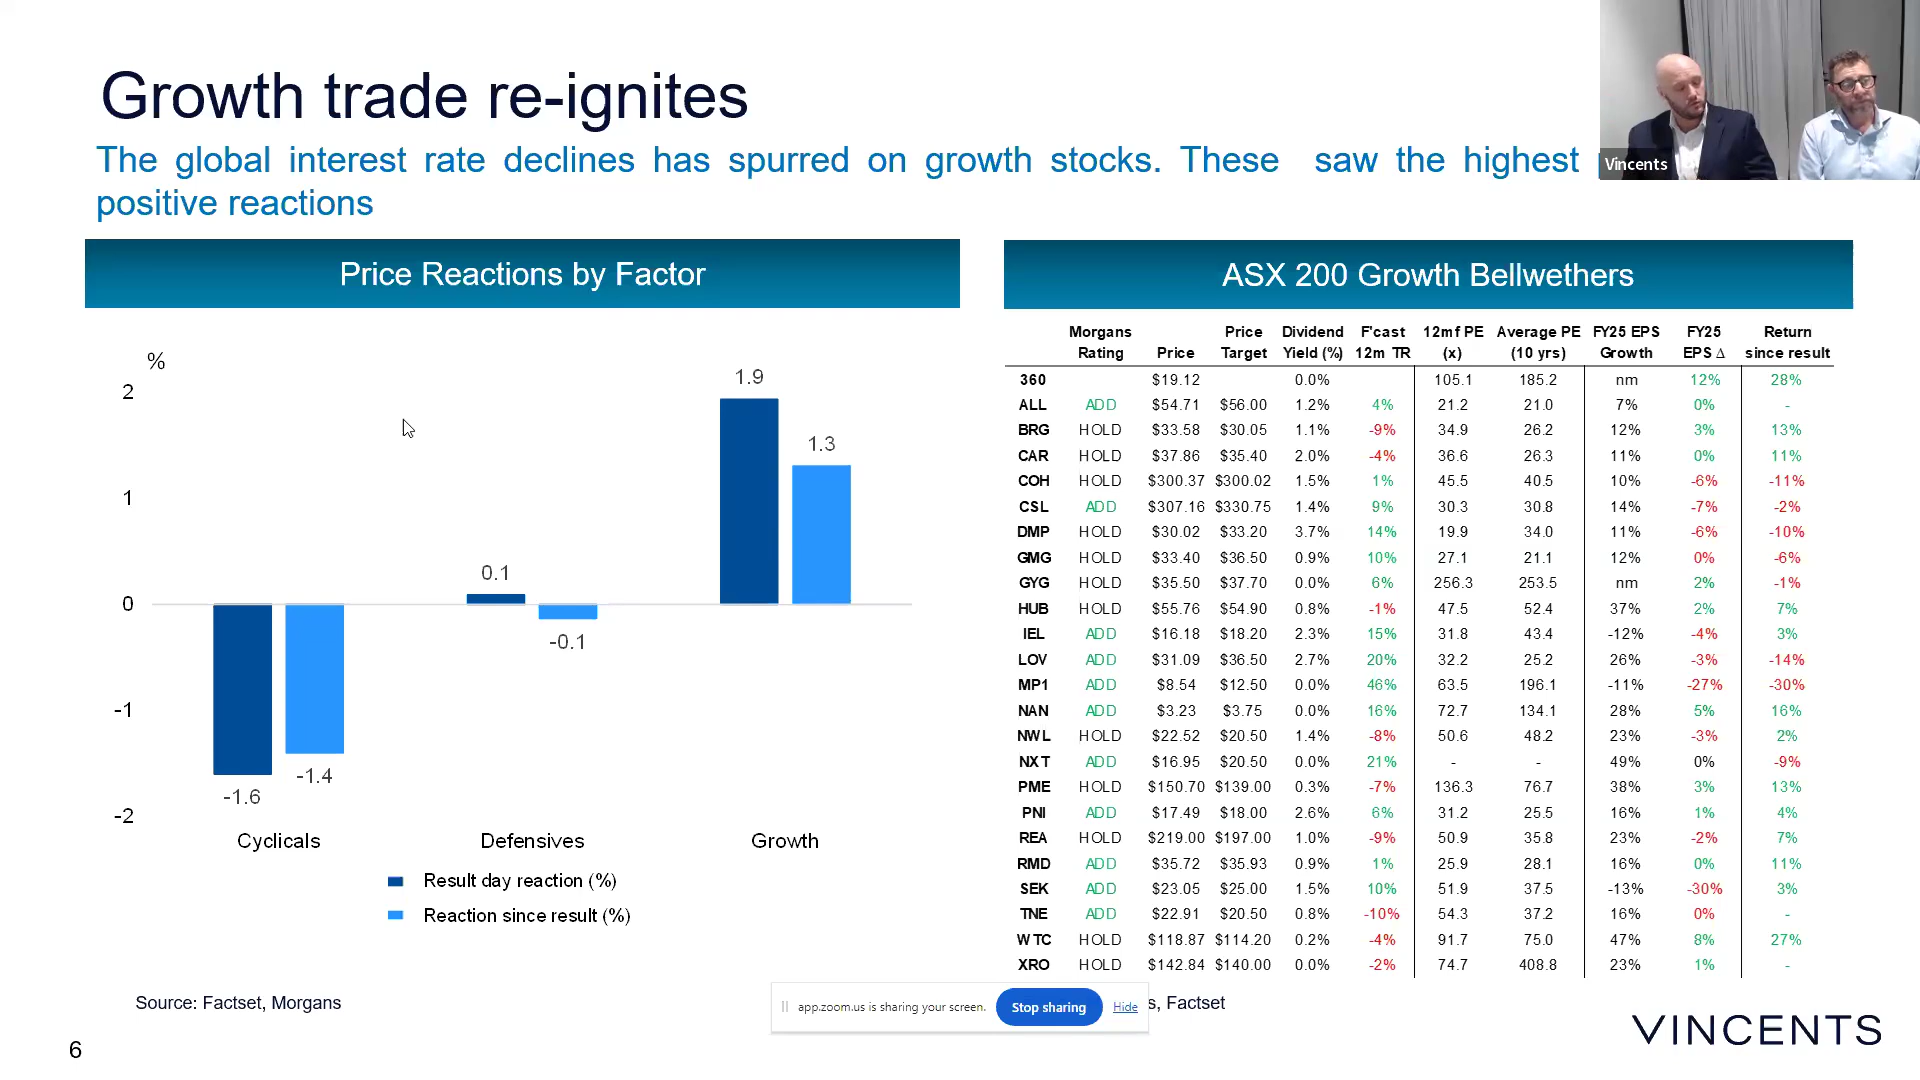 Growth trade re-ignites
The global interest rate declines has spurred on growth stocks. These saw the highest
positive reactions
Vincents
Price Reactions by Factor
%
2
1
0
-1
-2
1.9
1.3
0.1
-0.1
-1.6
-1.4
Cyclicals Defensives Growth
Result day reaction (%)
Reaction since result (%)
Source: Factset, Morgans
6
ASX 200 Growth Bellwethers
Morgans Price Dividend F'cast 12mf PE Average PE FY25 EPS FY25 Return
Rating Price Target Yield (%) 12m TR (x) (10 yrs) Growth EPS ∆ since result
360 $19.12 0.0% 105.1 185.2 nm 12% 28%
ALL ADD $54.71 $56.00 1.2% 4% 21.2 21.0 7% 0% -
BRG HOLD $33.58 $30.05 1.1% -9% 34.9 26.2 12% 3% 13%
CAR HOLD $37.86 $35.40 2.0% -4% 36.6 26.3 11% 0% 11%
COH HOLD $300.37 $300.02 1.5% 1% 45.5 40.5 10% -6% -11%
CSL ADD $307.16 $330.75 1.4% 9% 30.3 30.8 14% -7% -2%
DMP HOLD $30.02 $33.20 3.7% 14% 19.9 34.0 11% -6% -10%
GMG HOLD $33.40 $36.50 0.9% 10% 27.1 21.1 12% 0% -6%
GYG HOLD $35.50 $37.70 0.0% 6% 256.3 253.5 nm 2% -1%
HUB HOLD $55.76 $54.90 0.8% -1% 47.5 52.4 37% 2% 7%
IEL ADD $16.18 $18.20 2.3% 15% 31.8 43.4 -12% -4% 3%
LOV ADD $31.09 $36.50 2.7% 20% 32.2 25.2 26% -3% -14%
MP1 ADD $8.54 $12.50 0.0% 46% 63.5 196.1 -11% -27% -30%
NAN ADD $3.23 $3.75 0.0% 16% 72.7 134.1 28% 5% 16%
NWL HOLD $22.52 $20.50 1.4% -8% 50.6 48.2 23% -3% 2%
NXT ADD $16.95 $20.50 0.0% 21% - - 49% 0% -9%
PME HOLD $150.70 $139.00 0.3% -7% 136.3 76.7 38% 3% 13%
PNI ADD $17.49 $18.00 2.6% 6% 31.2 25.5 16% 1% 4%
REA HOLD $219.00 $197.00 1.0% -9% 50.9 35.8 23% -2% 7%
RMD ADD $35.72 $35.93 0.9% 1% 25.9 28.1 16% 0% 11%
SEK ADD $23.05 $25.00 1.5% 10% 51.9 37.5 -13% -30% 3%
TNE ADD $22.91 $20.50 0.8% -10% 54.3 37.2 16% 0% -
WTC HOLD $118.87 $114.20 0.2% -4% 91.7 75.0 47% 8% 27%
XRO HOLD $142.84 $140.00 0.0% -2% 74.7 408.8 23% 1% -
s, Factset
app.zoom.us is sharing your screen. Stop sharing Hide
VINCENTS